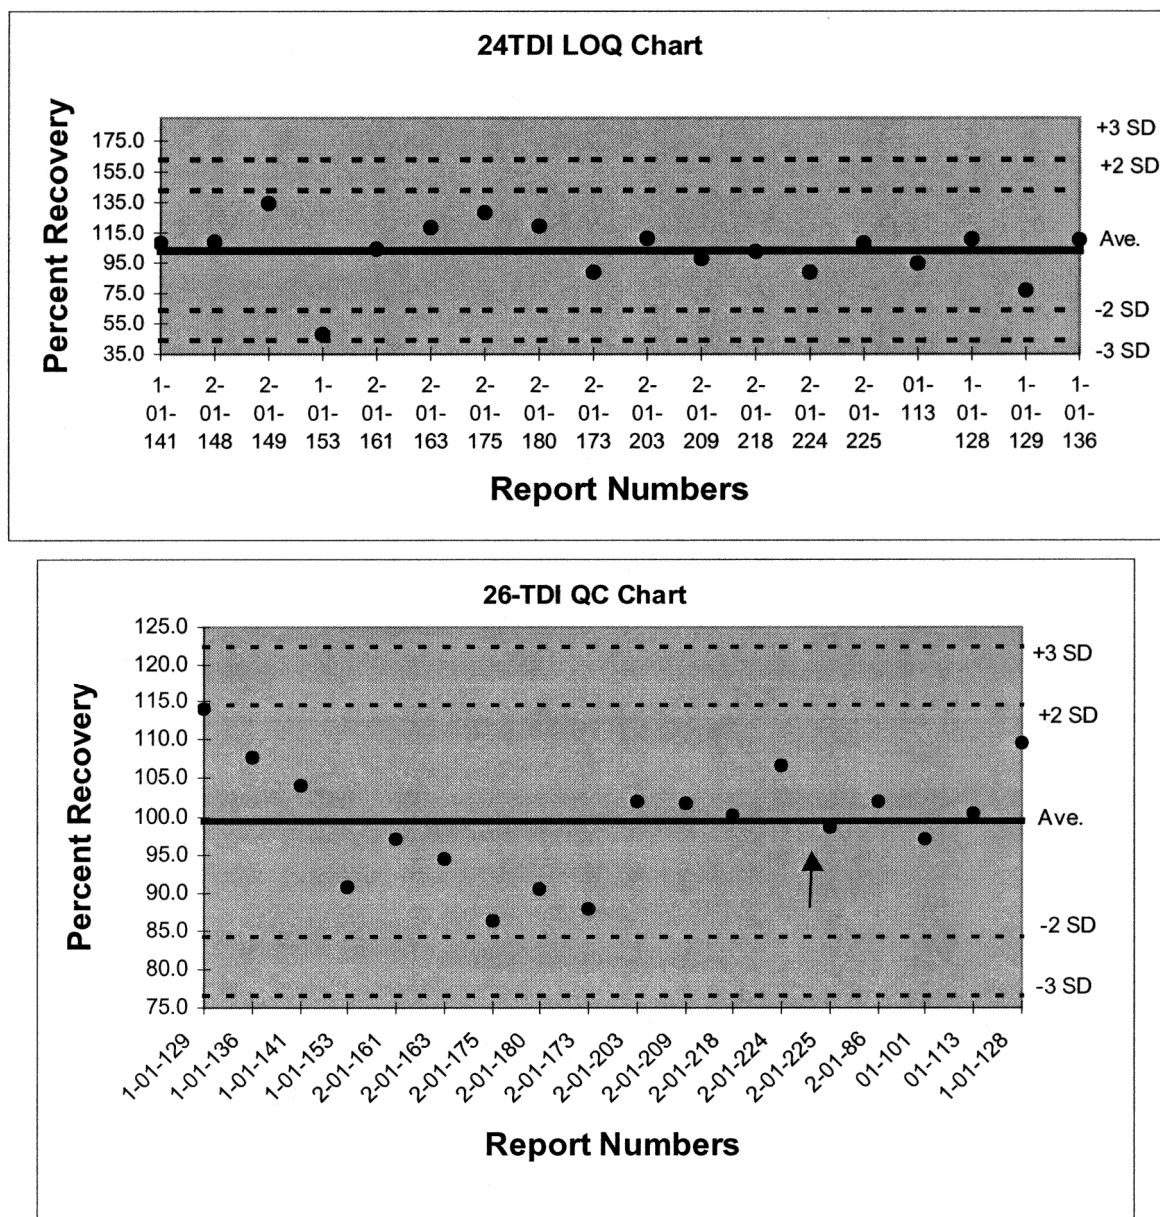 24TDI LOQ Chart
Percent Recovery
175.0
155.0
135.0
115.0
95.0
75.0
55.0
35.0
+3 SD
+2 SD
Ave.
-2 SD
-3 SD
1- 2- 2- 1- 2- 2- 2- 2- 2- 2- 2- 2- 2- 2- 01- 1- 1- 1-
01- 01- 01- 01- 01- 01- 01- 01- 01- 01- 01- 01- 01- 01- 113 01- 01- 01-
141 148 149 153 161 163 175 180 173 203 209 218 224 225 128 129 136
Report Numbers
26-TDI QC Chart
Percent Recovery
125.0
120.0
115.0
110.0
105.0
100.0
95.0
90.0
85.0
80.0
75.0
+3 SD
+2 SD
Ave.
-2 SD
-3 SD
1-01-129
1-01-136
1-01-141
1-01-153
2-01-161
2-01-163
2-01-175
2-01-180
2-01-173
2-01-203
2-01-209
2-01-218
2-01-224
2-01-225
2-01-86
01-101
01-113
1-01-128
Report Numbers